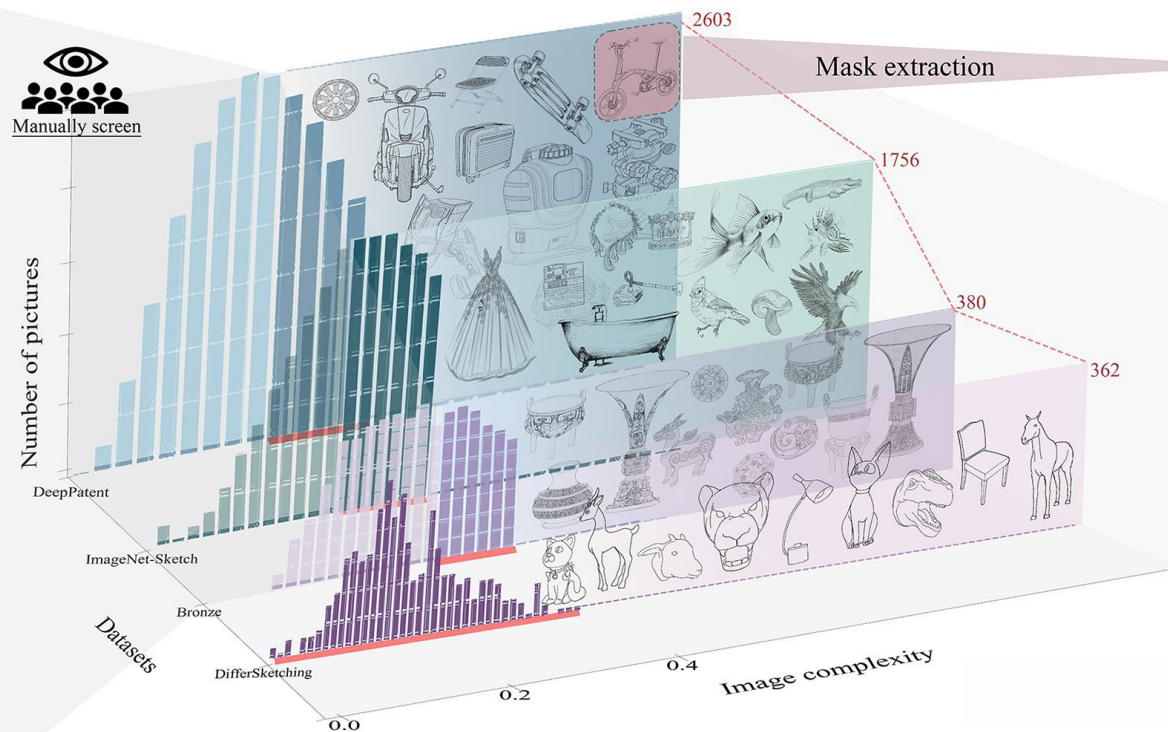 2603
Mask extraction
Manually screen
1756
Number of pictures
380
362
DeepPatent
ImageNet-Sketch
Bronze
Datasets
DifferSketching
0.4
Image complexity
0.2
0.0